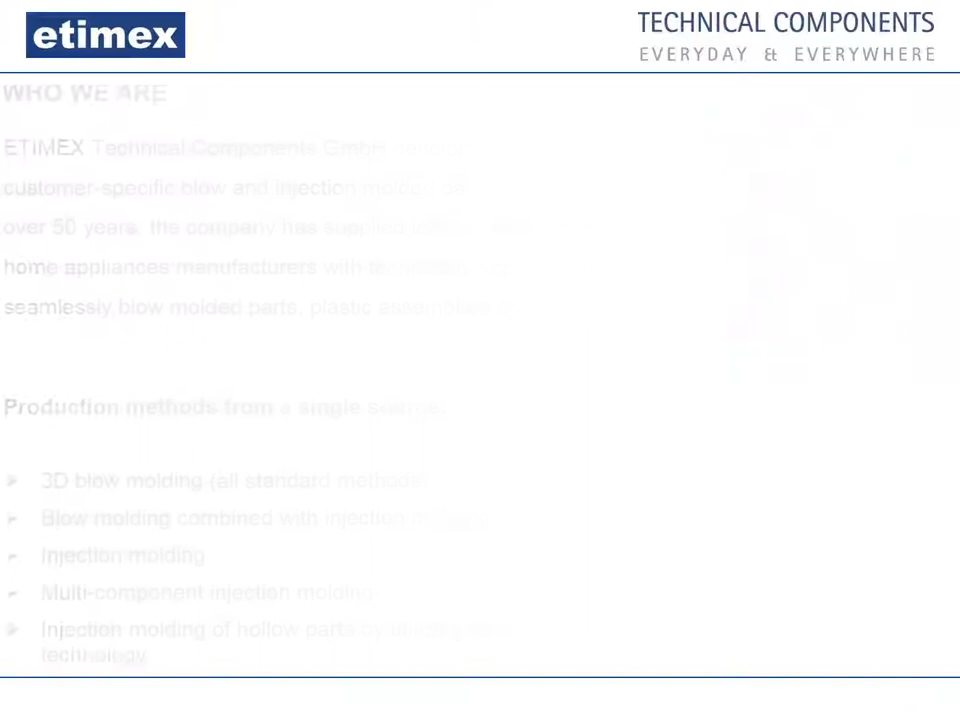 etimex
TECHNICAL COMPONENTS
EVERYDAY & EVERYWHERE
WHO WE ARE
ETIMEX Technical Components GmbH
customer-specific blow and injection molded
over 50 years, the company has supplied
home appliances manufacturers with
seamlessly blow molded parts, plastic assemblies
Production methods from a single source
3D blow molding (all standard methods)
Blow molding combined with injection molding
Injection molding
Multi-component injection molding
Injection molding of hollow parts by
technology